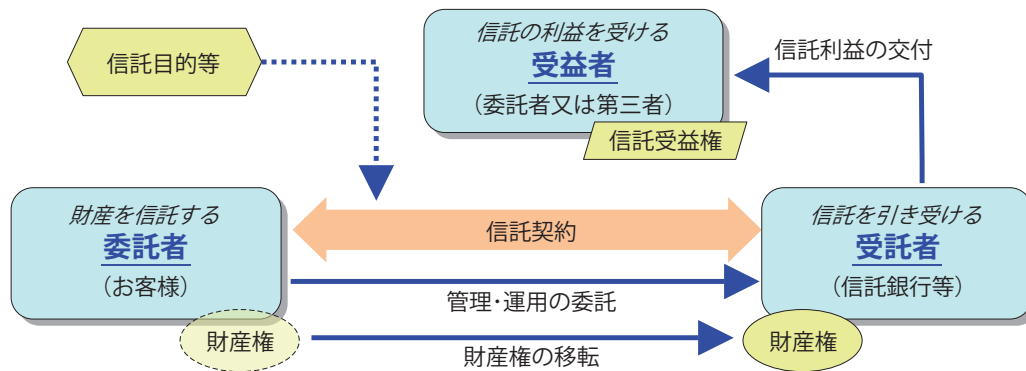 信託目的等
信託の利益を受ける
受益者
（委託者又は第三者）
信託受益権
信託利益の交付
財産を信託する
委託者
（お客様）
財産権
信託契約
管理・運用の委託
財産権の移転
信託を引き受ける
受託者
（信託銀行等）
財産権